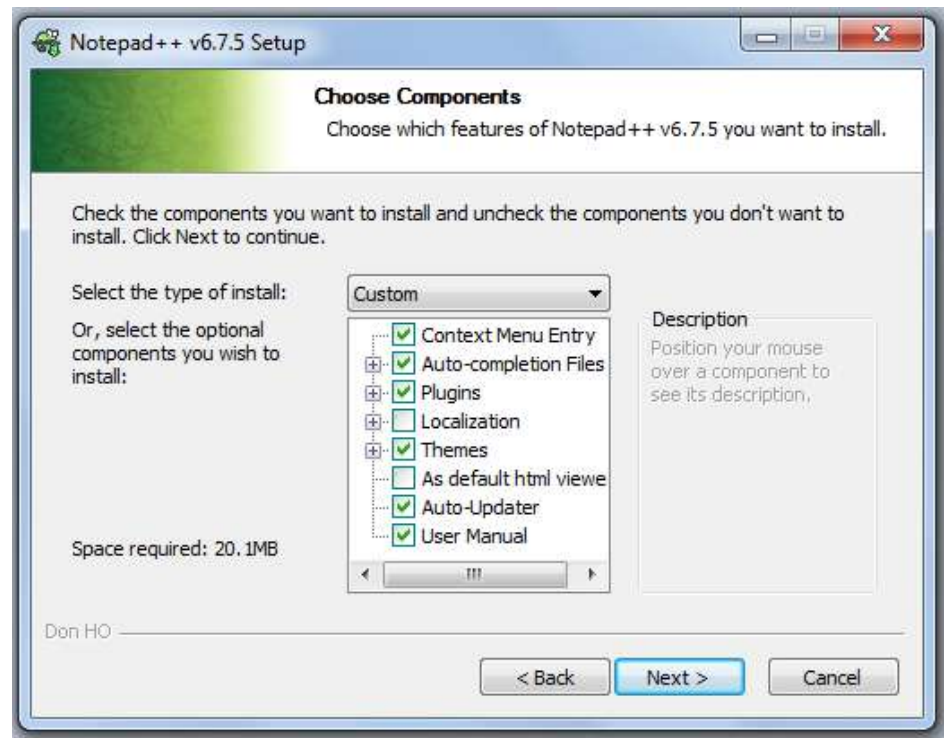 Notepad++ v6.7.5 Setup
Choose Components
Choose which features of Notepad++ v6.7.5 you want to install.
Check the components you want to install and uncheck the components you don't want to
install. Click Next to continue.
Select the type of install:
Custom
Or, select the optional
components you wish to
install:
Context Menu Entry
Auto-completion Files
Plugins
Localization
Themes
As default html viewe
Auto-Updater
User Manual
Description
Position your mouse
over a component to
see its description.
Space required: 20.1MB
Don HO
< Back
Next >
Cancel